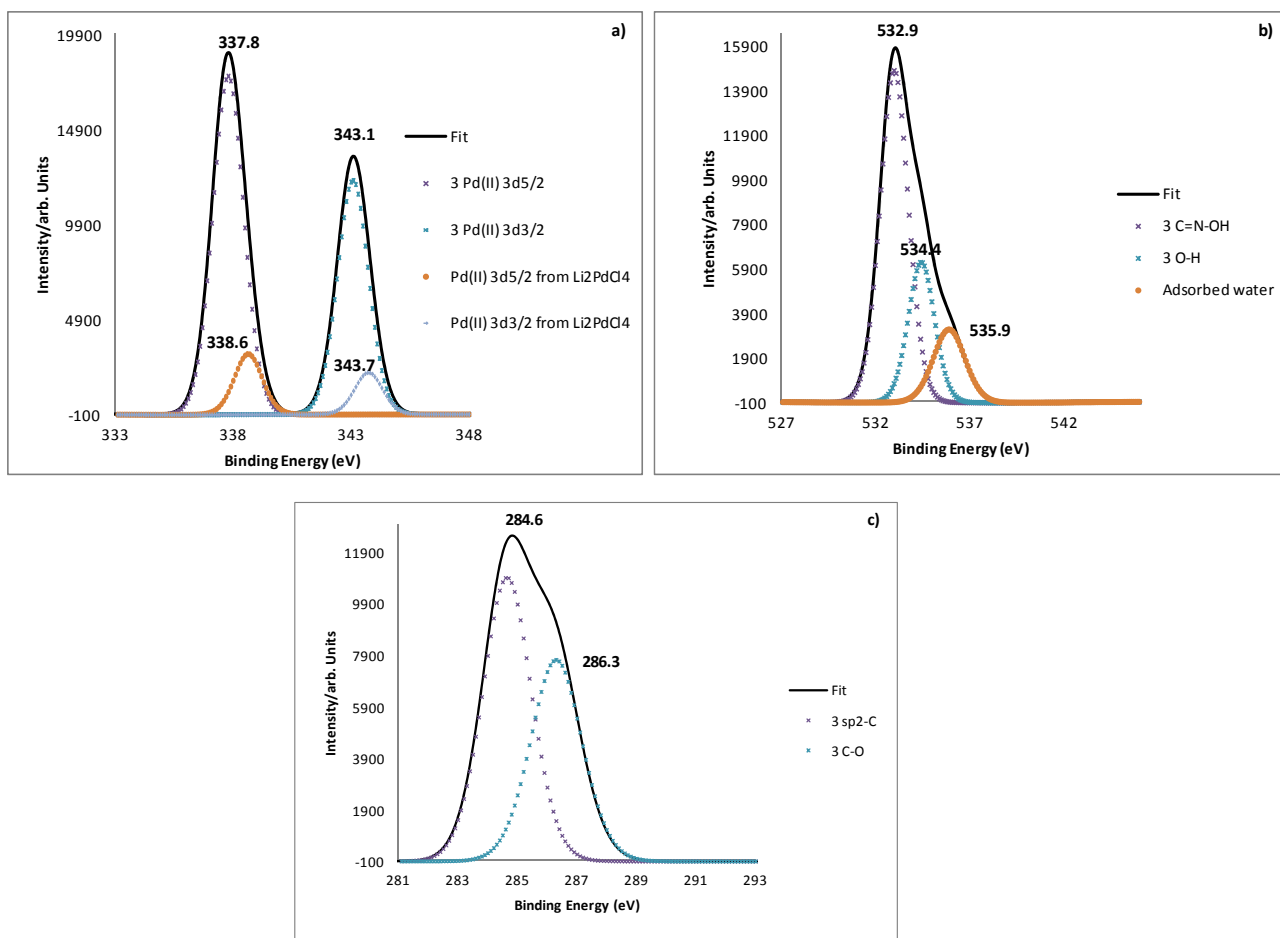 a)
337.8
19900
14900
9900
4900
-100
Intensity/arb. Units
343.1
338.6
343.7
Fit
3 Pd(II) 3d5/2
3 Pd(II) 3d3/2
Pd(II) 3d5/2 from Li2PdCl4
Pd(II) 3d3/2 from Li2PdCl4
333 338 343 348
Binding Energy (eV)
b)
532.9
15900
13900
11900
9900
7900
5900
3900
1900
-100
Intensity/arb. Units
534.4
535.9
Fit
3 C=N-OH
3 O-H
Adsorbed water
527 532 537 542
Binding Energy (eV)
c)
284.6
11900
9900
7900
5900
3900
1900
-100
Intensity/arb. Units
286.3
Fit
3 sp2-C
3 C-O
281 283 285 287 289 291 293
Binding Energy (eV)